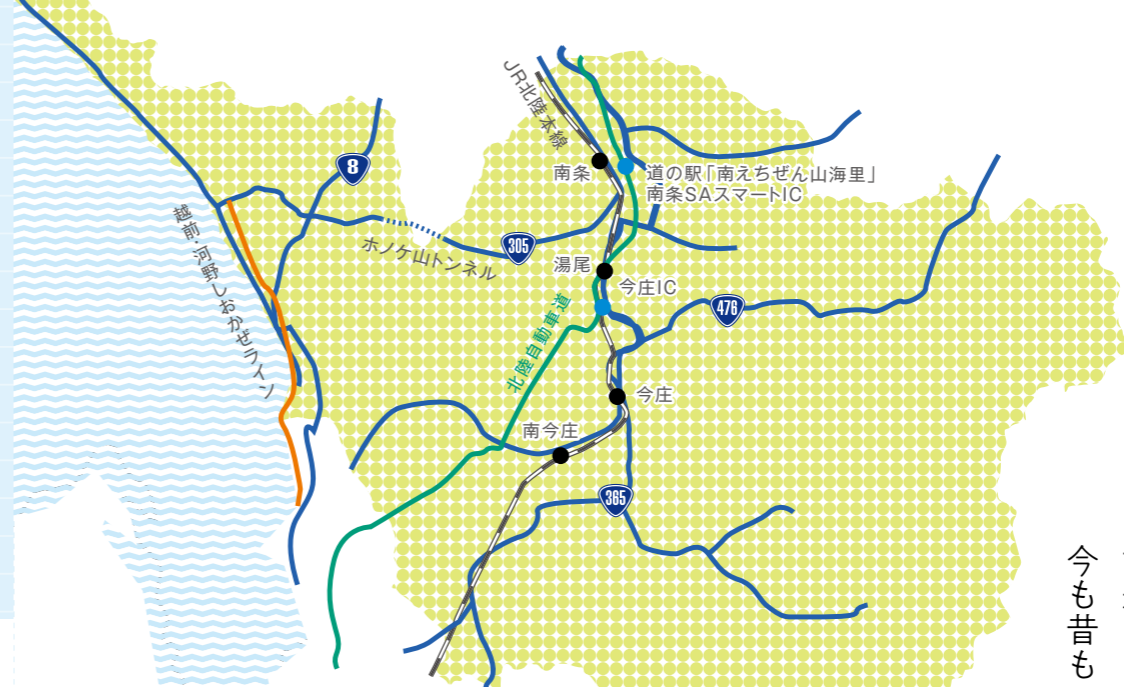 JR北陸本線
8
南条
道の駅「南えちぜん山海里」
南条SAスマートIC
越前・河野しおかぜライン
ホノケ山トンネル
305
湯尾
今庄IC
476
北陸自動車道
今庄
南今庄
365
今も昔も